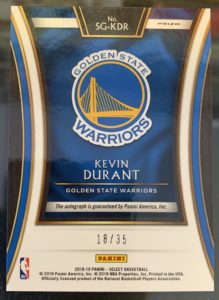 No.
SG-KDR
PRIZM
GOLDEN STATE
WARRIORS
KEVIN
DURANT
GOLDEN STATE WARRIORS
The autograph is guaranteed by Panini America, Inc.
18/35
PANINI
2018-19 PANINI - SELECT BASKETBALL
© 2019 Panini America, Inc. © 2019 NBA Properties, Inc. Printed in the USA.
Officially licensed product of the National Basketball Players Association.